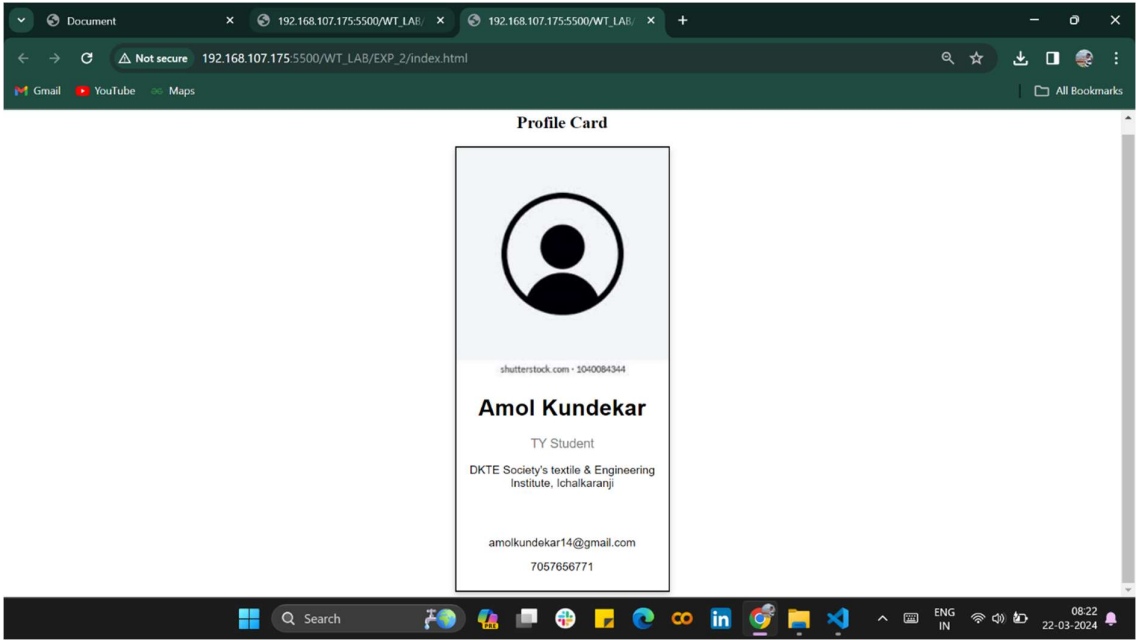 Document
192.168.107.175:5500/WT_LAB/
192.168.107.175:5500/WT_LAB/
Not secure 192.168.107.175:5500/WT_LAB/EXP_2/index.html
Gmail YouTube Maps All Bookmarks
Profile Card
shutterstock.com · 1040084344
Amol Kundekar
TY Student
DKTE Society's textile & Engineering
Institute, Ichalkaranji
amolkundekar14@gmail.com
7057656771
Search
PRE
ENG
IN
08:22
22-03-2024